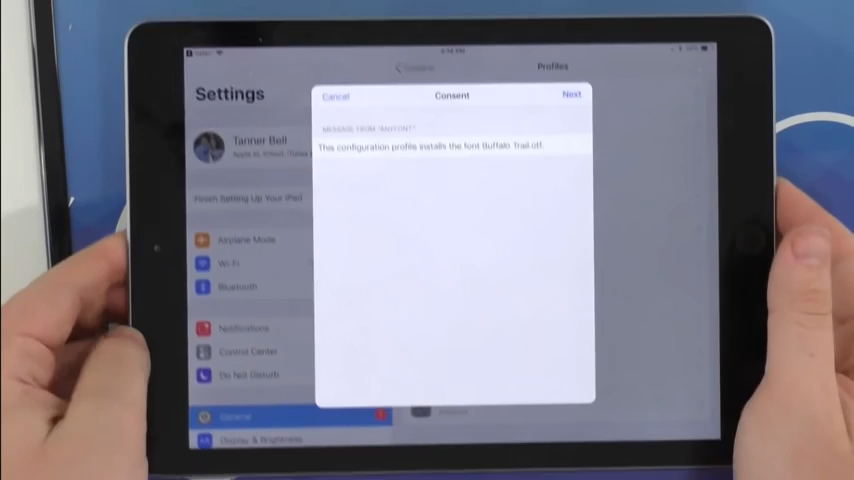 Profiles
Settings
Cancel
Consent
Next
MESSAGE FROM "ANYFONT"
This configuration profile installs the font Buffalo Trail.otf.
Tanner Bell
Finish Setting Up Your iPad
Airplane Mode
Wi-Fi
Bluetooth
Notifications
Control Center
Do Not Disturb
General
Display & Brightness